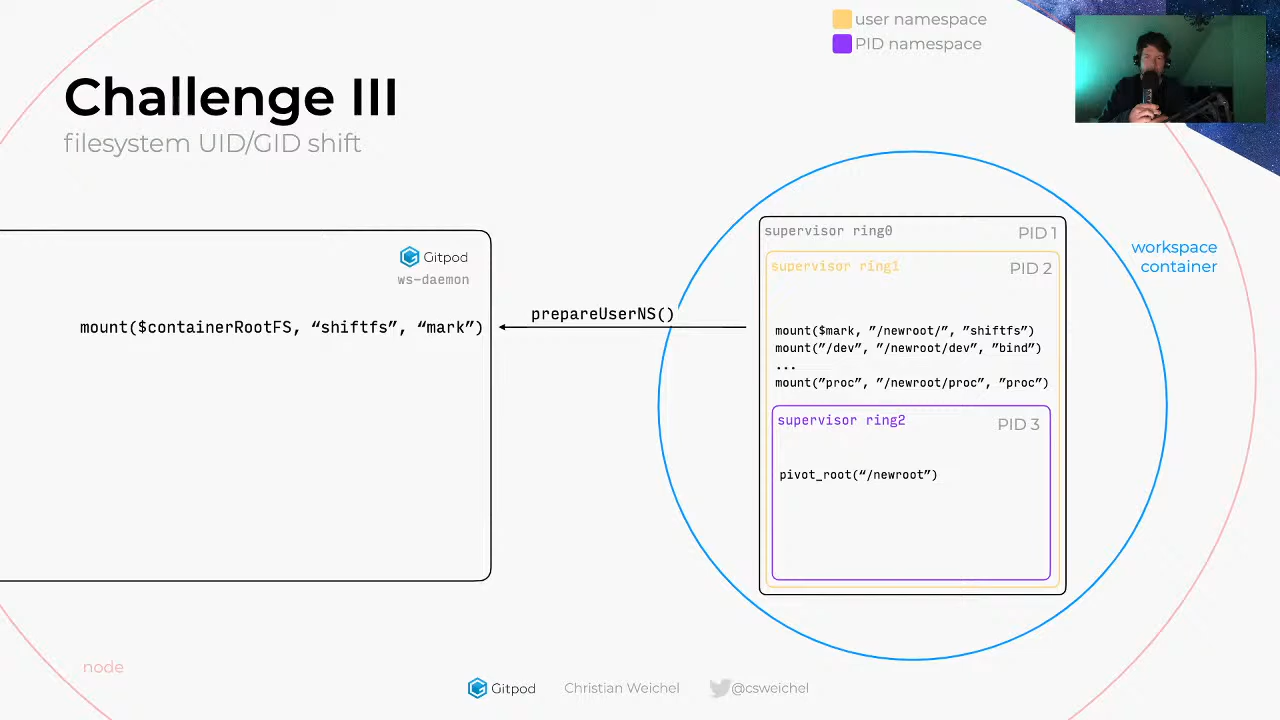 user namespace
PID namespace
Challenge III
filesystem UID/GID shift
Gitpod
ws-daemon
mount($containerRootFS, “shiftfs”, “mark”)
prepareUserNS()
supervisor ring0
PID 1
supervisor ring1
PID 2
mount($mark, ”/newroot/”, ”shiftfs”)
mount(”/dev”, ”/newroot/dev”, ”bind”)
...
mount(”proc”, ”/newroot/proc”, ”proc”)
supervisor ring2
PID 3
pivot_root(“/newroot”)
workspace
container
node
Gitpod
Christian Weichel
@csweichel